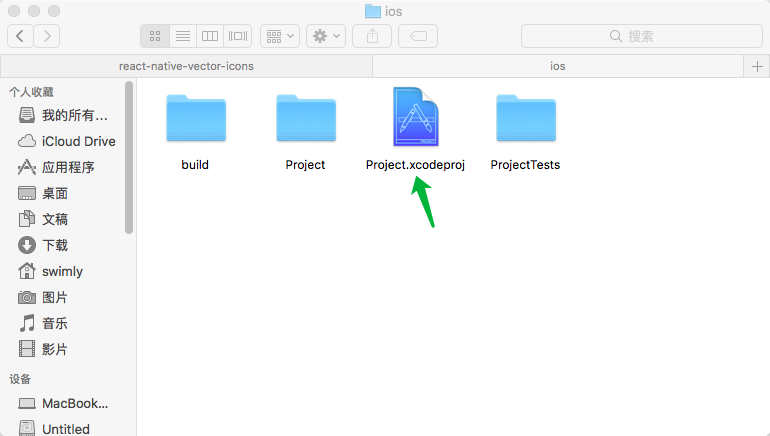 ios
搜索
react-native-vector-icons
ios
个人收藏
我的所有...
iCloud Drive
应用程序
桌面
文稿
下载
swimly
图片
音乐
影片
设备
MacBook...
Untitled
build
Project
PROJECT
Project.xcodeproj
ProjectTests